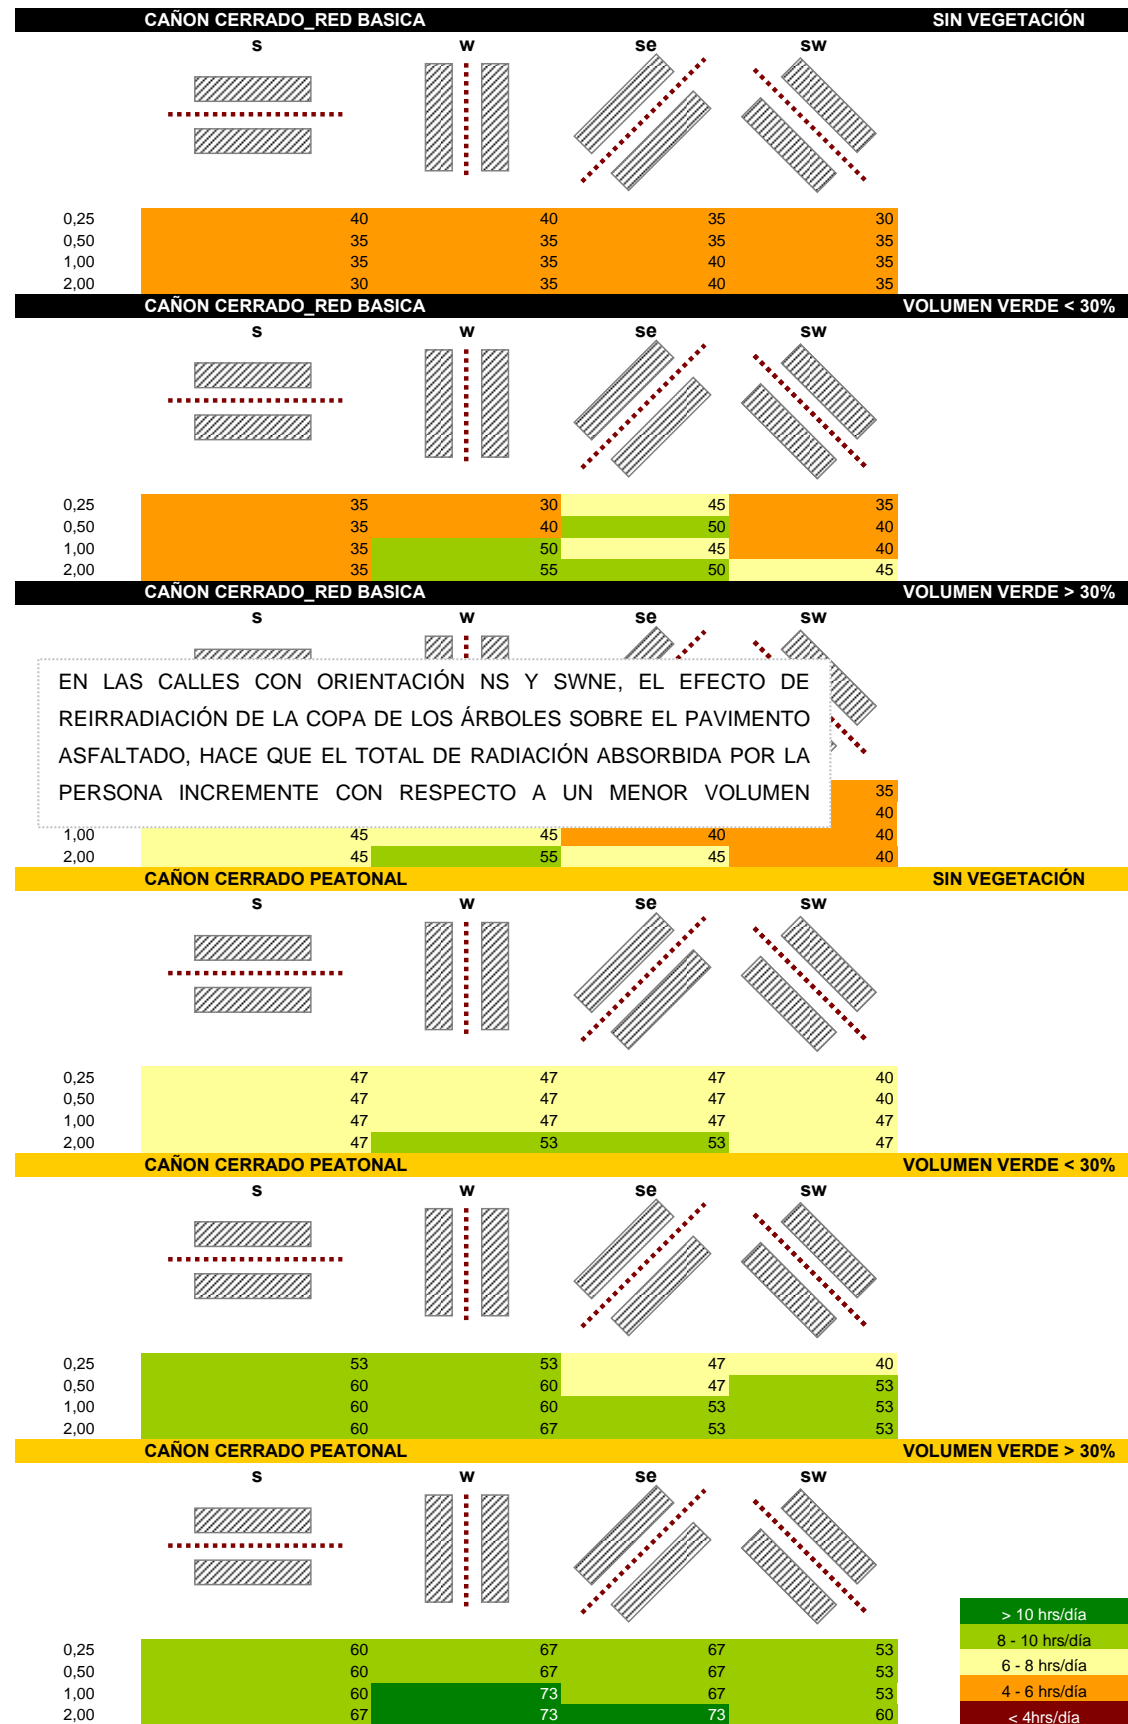 CAÑON CERRADO_RED BASICA SIN VEGETACIÓN
s w se sw
0,25 40 40 35 30
0,50 35 35 35 35
1,00 35 35 40 35
2,00 30 35 40 35
CAÑON CERRADO_RED BASICA VOLUMEN VERDE < 30%
s w se sw
0,25 35 30 45 35
0,50 35 40 50 40
1,00 35 50 45 40
2,00 35 55 50 45
CAÑON CERRADO_RED BASICA VOLUMEN VERDE > 30%
s w se sw
EN LAS CALLES CON ORIENTACIÓN NS Y SWNE, EL EFECTO DE
REIRRADIACIÓN DE LA COPA DE LOS ÁRBOLES SOBRE EL PAVIMENTO
ASFALTADO, HACE QUE EL TOTAL DE RADIACIÓN ABSORBIDA POR LA
PERSONA INCREMENTE CON RESPECTO A UN MENOR VOLUMEN
35
40
1,00 45 45 40 40
2,00 45 55 45 40
CAÑON CERRADO PEATONAL SIN VEGETACIÓN
s w se sw
0,25 47 47 47 40
0,50 47 47 47 40
1,00 47 47 47 47
2,00 47 53 53 47
CAÑON CERRADO PEATONAL VOLUMEN VERDE < 30%
s w se sw
0,25 53 53 47 40
0,50 60 60 47 53
1,00 60 60 53 53
2,00 60 67 53 53
CAÑON CERRADO PEATONAL VOLUMEN VERDE > 30%
s w se sw
0,25 60 67 67 53
0,50 60 67 67 53
1,00 60 73 67 53
2,00 67 73 73 60
> 10 hrs/día
8 - 10 hrs/día
6 - 8 hrs/día
4 - 6 hrs/día
< 4hrs/día